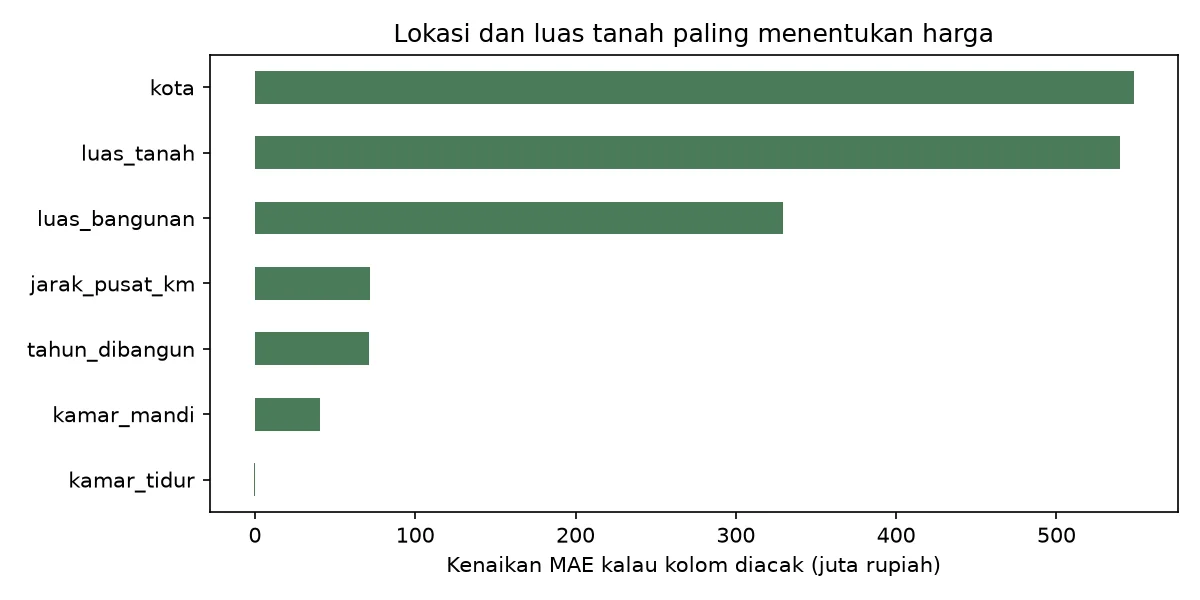 Lokasi dan luas tanah paling menentukan harga
kota
luas_tanah
luas_bangunan
jarak_pusat_km
tahun_dibangun
kamar_mandi
kamar_tidur
0 100 200 300 400 500
Kenaikan MAE kalau kolom diacak (juta rupiah)